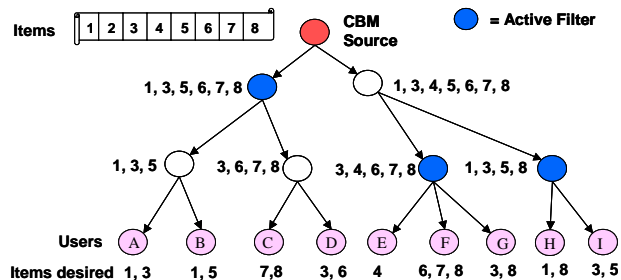 Items 1 2 3 4 5 6 7 8
CBM
Source
= Active Filter
1, 3, 5, 6, 7, 8
1, 3, 4, 5, 6, 7, 8
1, 3, 5
3, 6, 7, 8
3, 4, 6, 7, 8
1, 3, 5, 8
Users A B C D E F G H I
Items desired 1, 3 1, 5 7,8 3, 6 4 6, 7, 8 3, 8 1, 8 3, 5